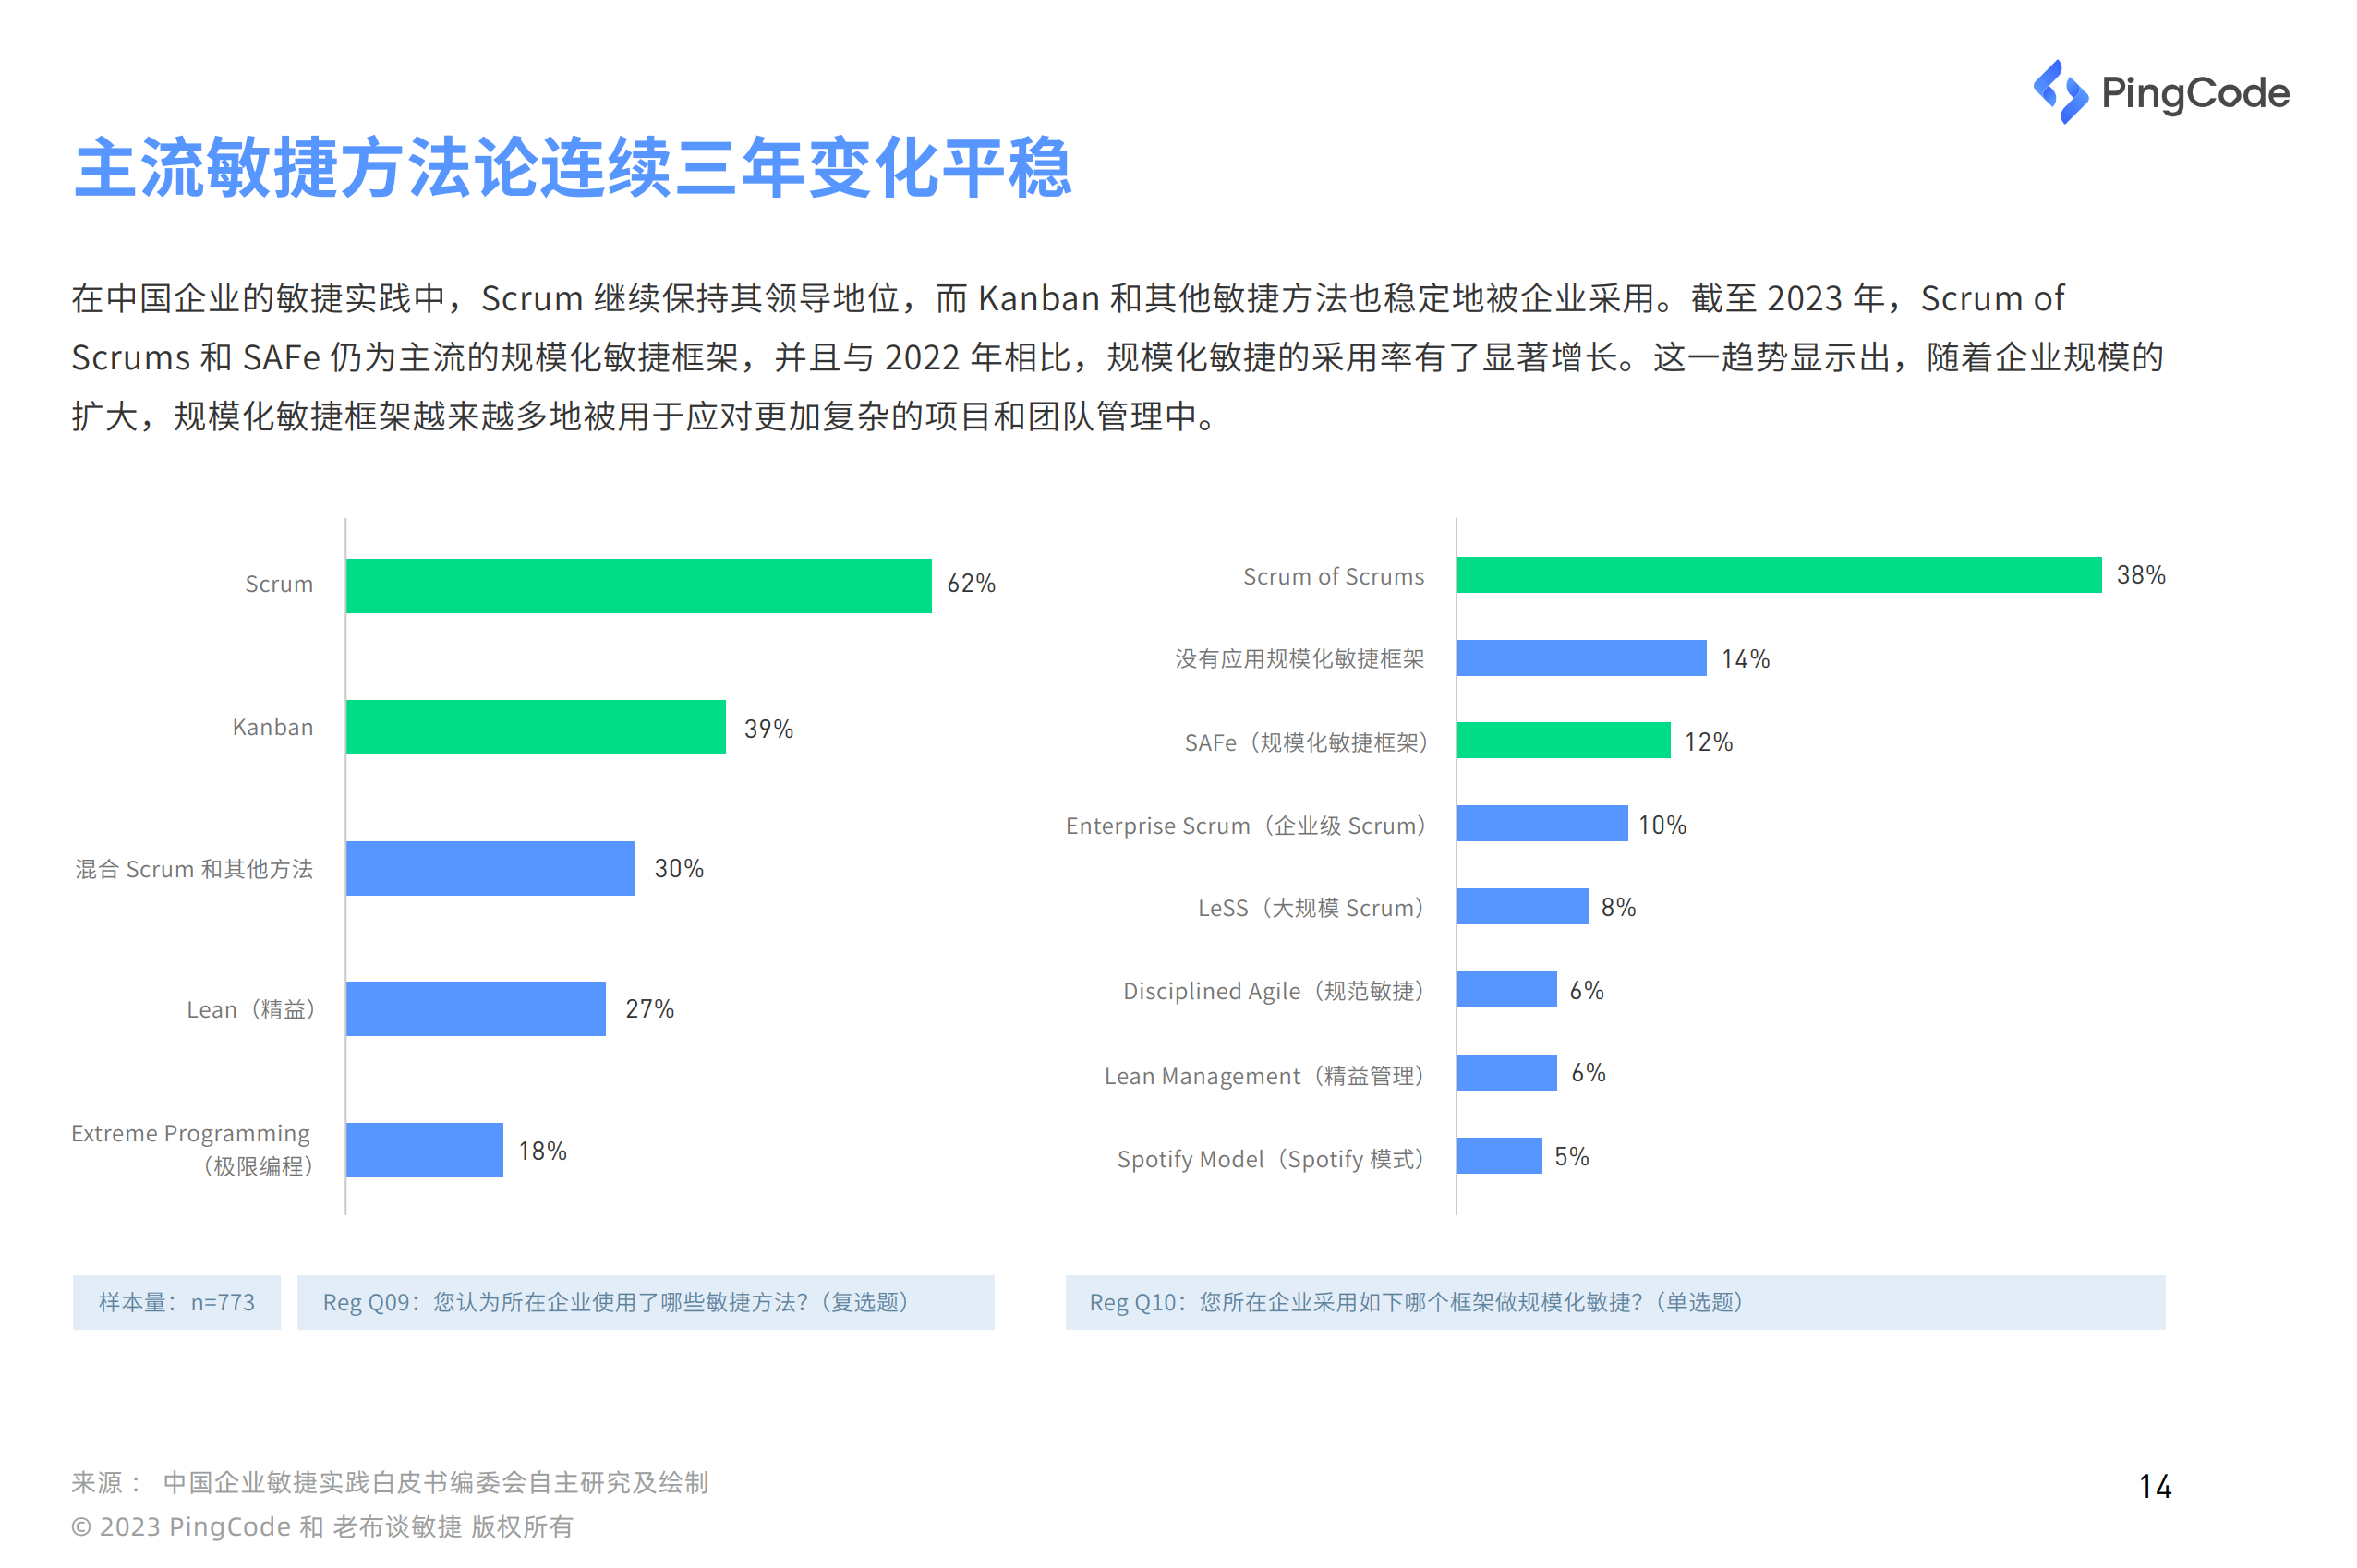 PingCode
主流敏捷方法论连续三年变化平稳
在中国企业的敏捷实践中，Scrum 继续保持其领导地位，而 Kanban 和其他敏捷方法也稳定地被企业采用。截至 2023 年，Scrum of
Scrums 和 SAFe 仍为主流的规模化敏捷框架，并且与 2022 年相比，规模化敏捷的采用率有了显著增长。这一趋势显示出，随着企业规模的
扩大，规模化敏捷框架越来越多地被用于应对更加复杂的项目和团队管理中。
Scrum
62%
Kanban
39%
混合 Scrum 和其他方法
30%
Lean（精益）
27%
Extreme Programming
（极限编程）
18%
Scrum of Scrums
38%
没有应用规模化敏捷框架
14%
SAFe（规模化敏捷框架）
12%
Enterprise Scrum（企业级 Scrum）
10%
LeSS（大规模 Scrum）
8%
Disciplined Agile（规范敏捷）
6%
Lean Management（精益管理）
6%
Spotify Model（Spotify 模式）
5%
样本量：n=773
Reg Q09：您认为所在企业使用了哪些敏捷方法？（复选题）
Reg Q10：您所在企业采用如下哪个框架做规模化敏捷？（单选题）
来源 ： 中国企业敏捷实践白皮书编委会自主研究及绘制
© 2023 PingCode 和 老布谈敏捷 版权所有
14